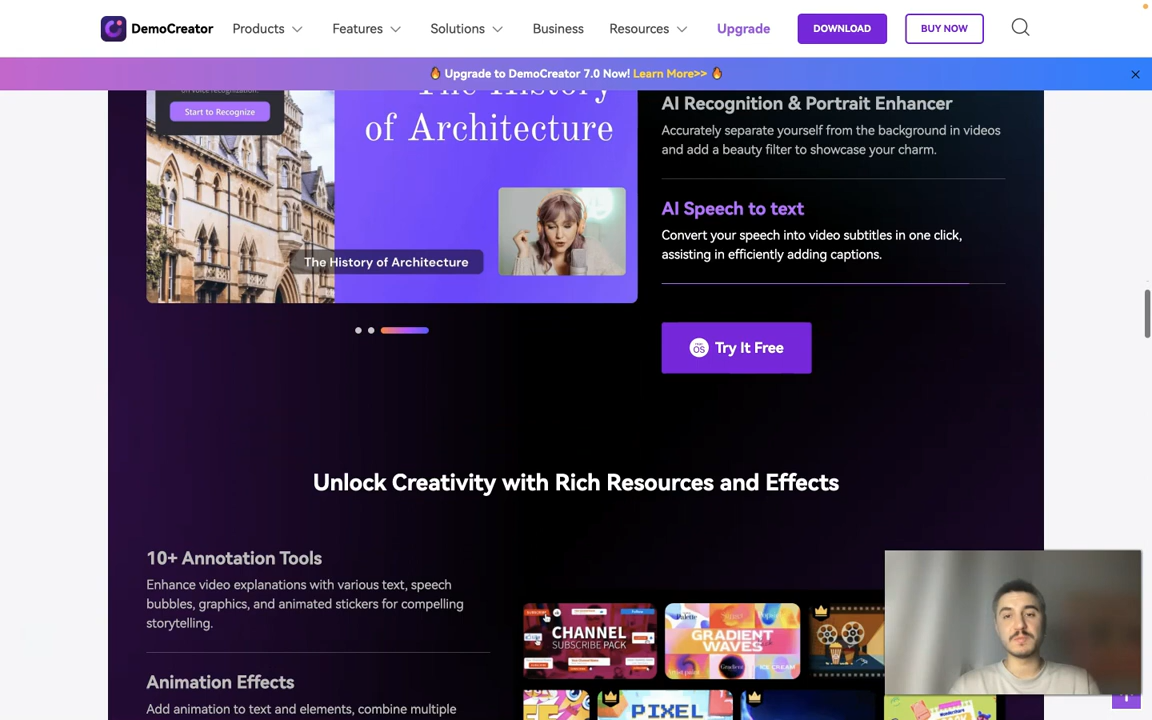 DemoCreator
Products
Features
Solutions
Business
Resources
Upgrade
DOWNLOAD
BUY NOW
🔥 Upgrade to DemoCreator 7.0 Now! Learn More>> 🔥
Start to Recognize
The History
of Architecture
The History of Architecture
AI Recognition & Portrait Enhancer
Accurately separate yourself from the background in videos
and add a beauty filter to showcase your charm.
AI Speech to text
Convert your speech into video subtitles in one click,
assisting in efficiently adding captions.
Try It Free
Unlock Creativity with Rich Resources and Effects
10+ Annotation Tools
Enhance video explanations with various text, speech
bubbles, graphics, and animated stickers for compelling
storytelling.
Animation Effects
Add animation to text and elements, combine multiple
CHANNEL
SUBSCRIBE PACK
GRADIENT
WAVES
PIXEL